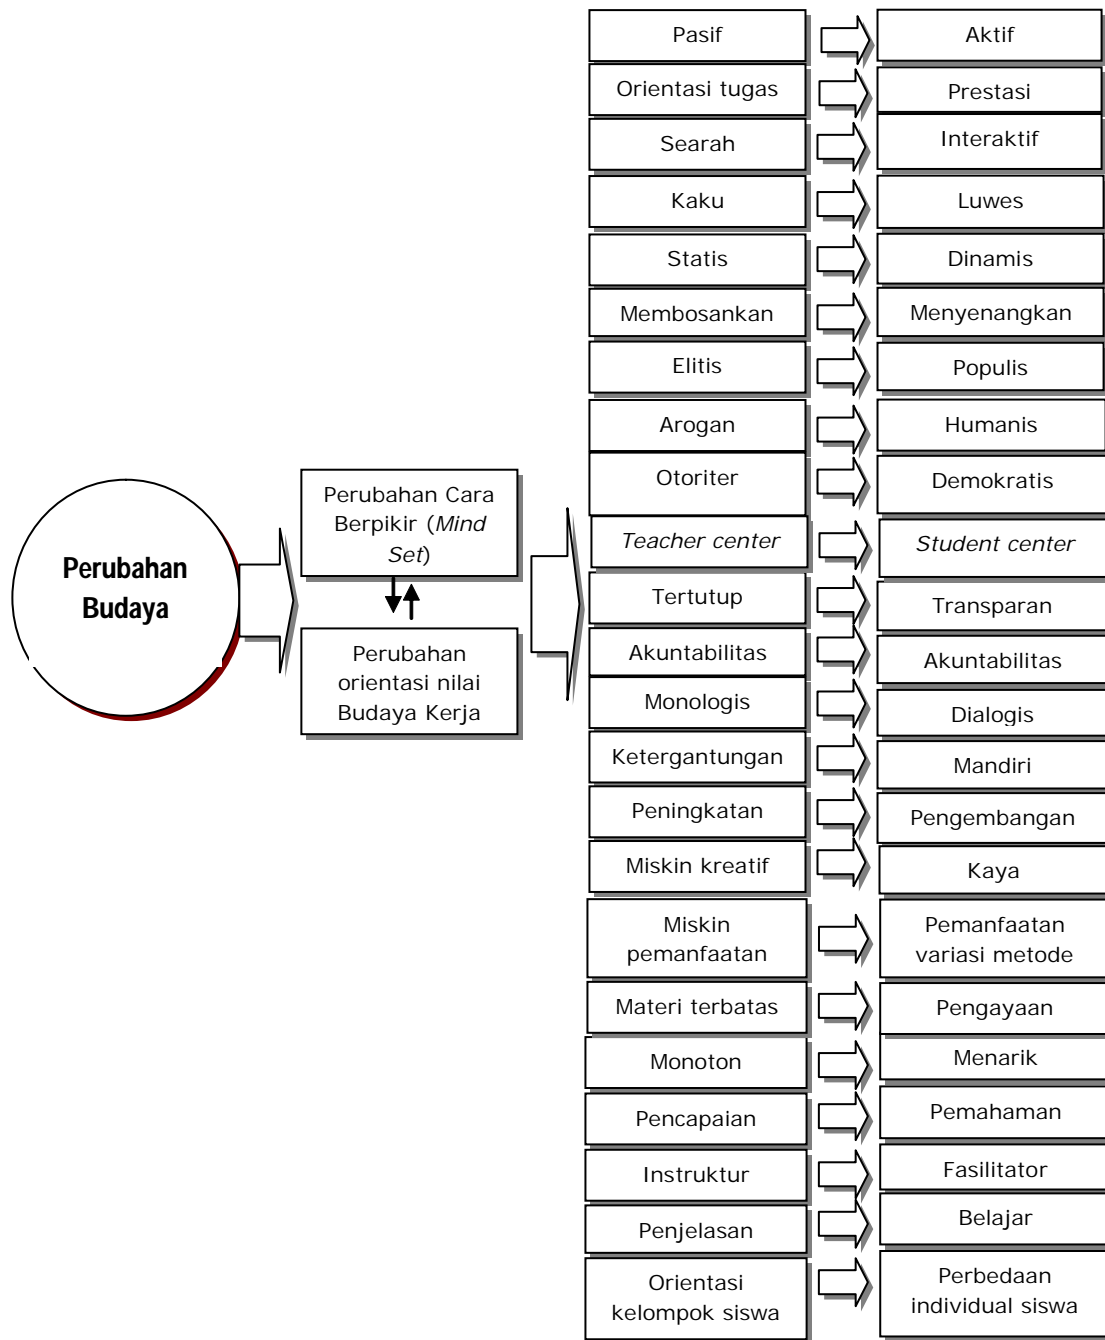 Perubahan
Budaya
Perubahan Cara
Berpikir (Mind
Set)
Perubahan
orientasi nilai
Budaya Kerja
Pasif
Aktif
Orientasi tugas
Prestasi
Searah
Interaktif
Kaku
Luwes
Statis
Dinamis
Membosankan
Menyenangkan
Elitis
Populis
Arogan
Humanis
Otoriter
Demokratis
Teacher center
Student center
Tertutup
Transparan
Akuntabilitas
Akuntabilitas
Monologis
Dialogis
Ketergantungan
Mandiri
Peningkatan
Pengembangan
Miskin kreatif
Kaya
Miskin
pemanfaatan
Pemanfaatan
variasi metode
Materi terbatas
Pengayaan
Monoton
Menarik
Pencapaian
Pemahaman
Instruktur
Fasilitator
Penjelasan
Belajar
Orientasi
kelompok siswa
Perbedaan
individual siswa